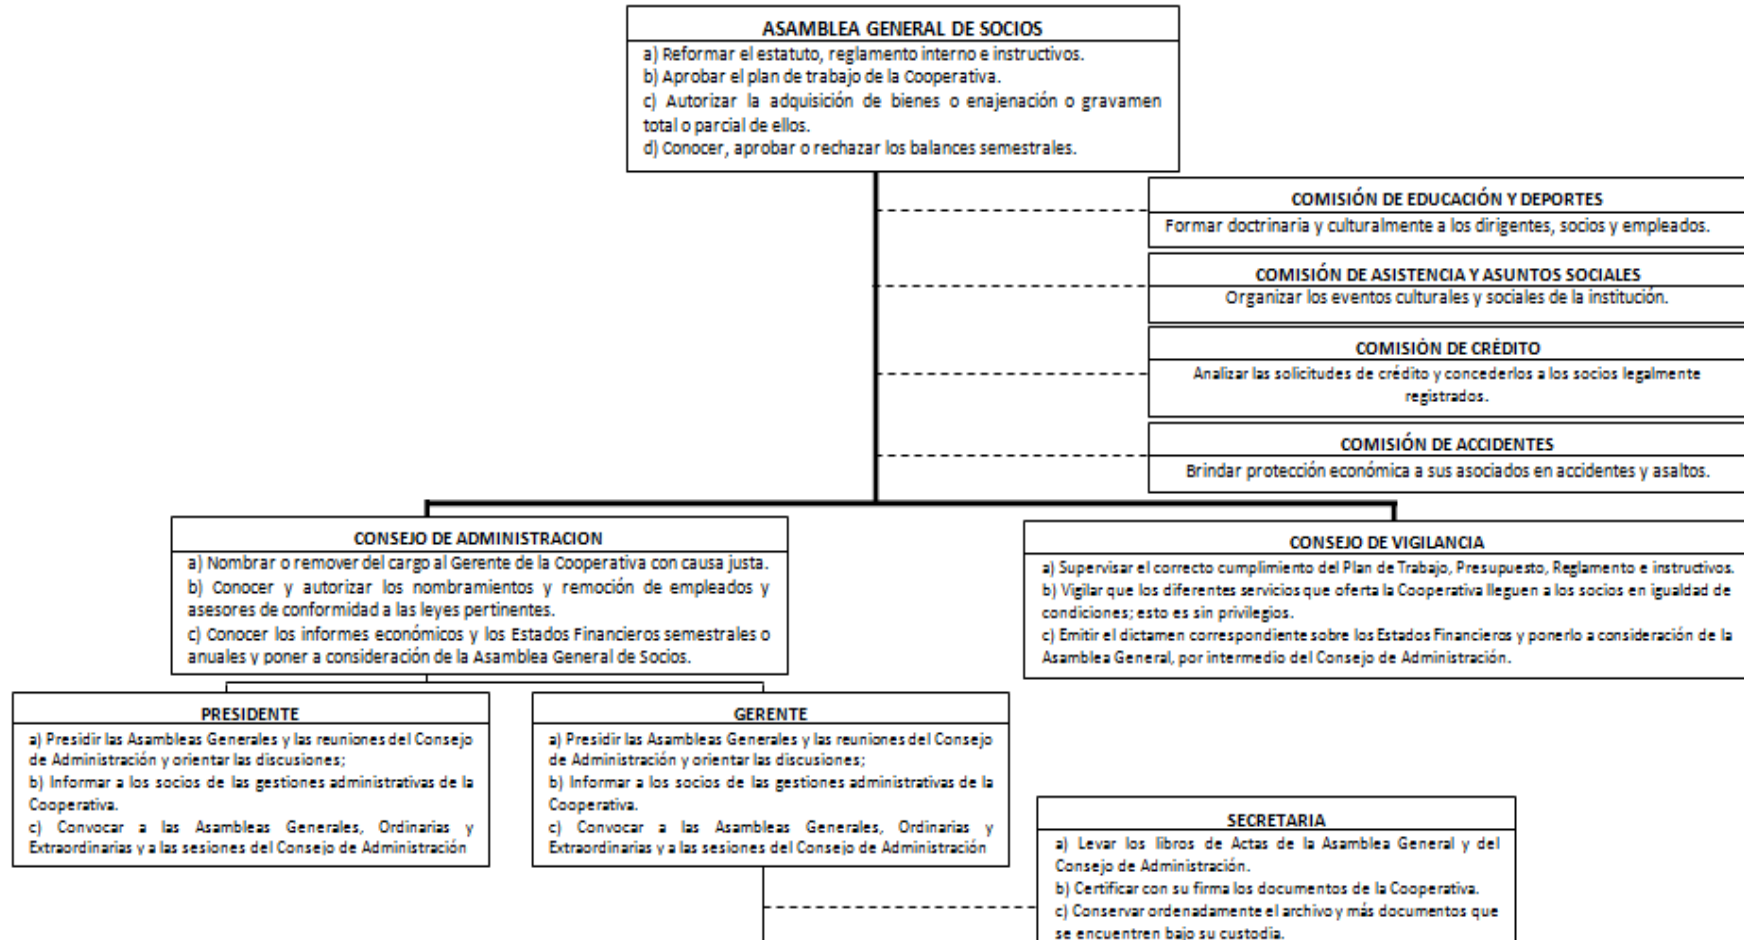 ASAMBLEA GENERAL DE SOCIOS
a) Reformar el estatuto, reglamento interno e instructivos.
b) Aprobar el plan de trabajo de la Cooperativa.
c) Autorizar la adquisición de bienes o enajenación o gravamen
total o parcial de ellos.
d) Conocer, aprobar o rechazar los balances semestrales.
COMISIÓN DE EDUCACIÓN Y DEPORTES
Formar doctrinaria y culturalmente a los dirigentes, socios y empleados.
COMISIÓN DE ASISTENCIA Y ASUNTOS SOCIALES
Organizar los eventos culturales y sociales de la institución.
COMISIÓN DE CRÉDITO
Analizar las solicitudes de crédito y concederlos a los socios legalmente
registrados.
COMISIÓN DE ACCIDENTES
Brindar protección económica a sus asociados en accidentes y asaltos.
CONSEJO DE ADMINISTRACION
a) Nombrar o remover del cargo al Gerente de la Cooperativa con causa justa.
b) Conocer y autorizar los nombramientos y remoción de empleados y
asesores de conformidad a las leyes pertinentes.
c) Conocer los informes económicos y los Estados Financieros semestrales o
anuales y poner a consideración de la Asamblea General de Socios.
CONSEJO DE VIGILANCIA
a) Supervisar el correcto cumplimiento del Plan de Trabajo, Presupuesto, Reglamento e instructivos.
b) Vigilar que los diferentes servicios que oferta la Cooperativa lleguen a los socios en igualdad de
condiciones; esto es sin privilegios.
c) Emitir el dictamen correspondiente sobre los Estados Financieros y ponerlo a consideración de la
Asamblea General, por intermedio del Consejo de Administración.
PRESIDENTE
a) Presidir las Asambleas Generales y las reuniones del Consejo
de Administración y orientar las discusiones;
b) Informar a los socios de las gestiones administrativas de la
Cooperativa.
c) Convocar a las Asambleas Generales, Ordinarias y
Extraordinarias y a las sesiones del Consejo de Administración
GERENTE
a) Presidir las Asambleas Generales y las reuniones del Consejo
de Administración y orientar las discusiones;
b) Informar a los socios de las gestiones administrativas de la
Cooperativa.
c) Convocar a las Asambleas Generales, Ordinarias y
Extraordinarias y a las sesiones del Consejo de Administración
SECRETARIA
a) Levar los libros de Actas de la Asamblea General y del
Consejo de Administración.
b) Certificar con su firma los documentos de la Cooperativa.
c) Conservar ordenadamente el archivo y más documentos que
se encuentren bajo su custodia.